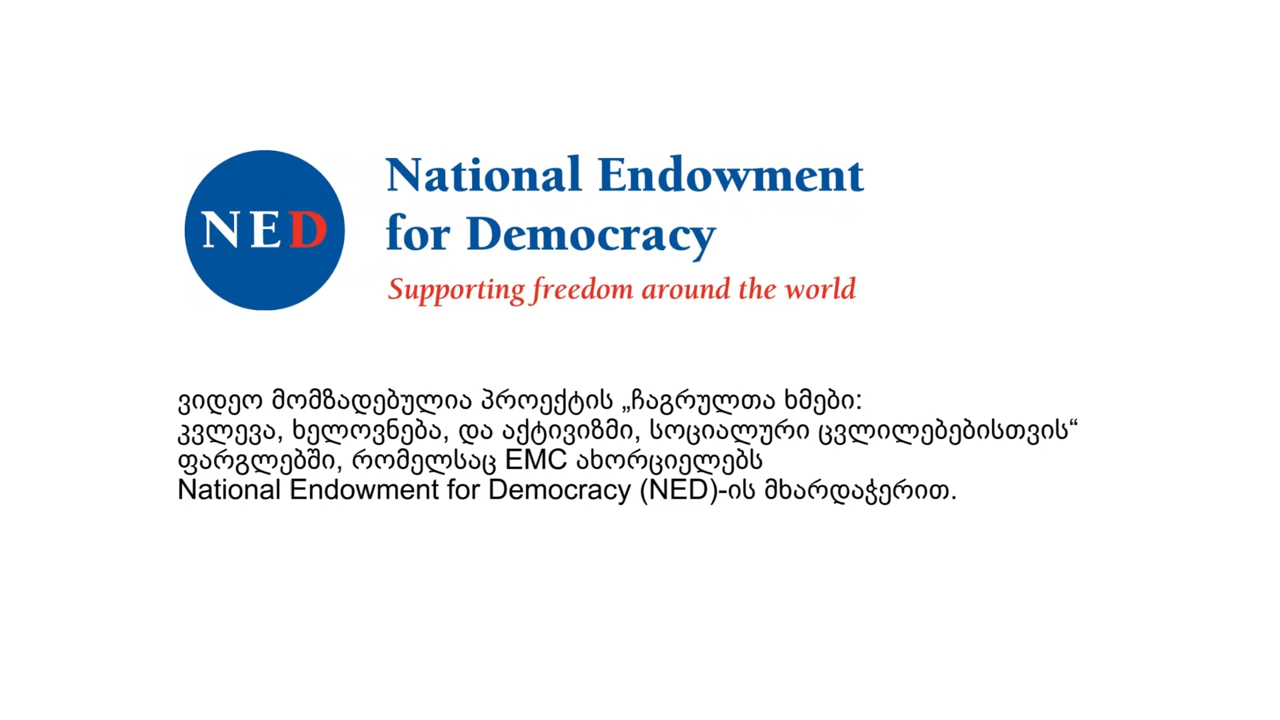 NED
National Endowment
for Democracy
Supporting freedom around the world
ვიდეო მომზადებულია პროექტის „ჩაგრულთა ხმები:
კვლევა, ხელოვნება, და აქტივიზმი, სოციალური ცვლილებებისთვის“
ფარგლებში, რომელსაც EMC ახორციელებს
National Endowment for Democracy (NED)-ის მხარდაჭერით.